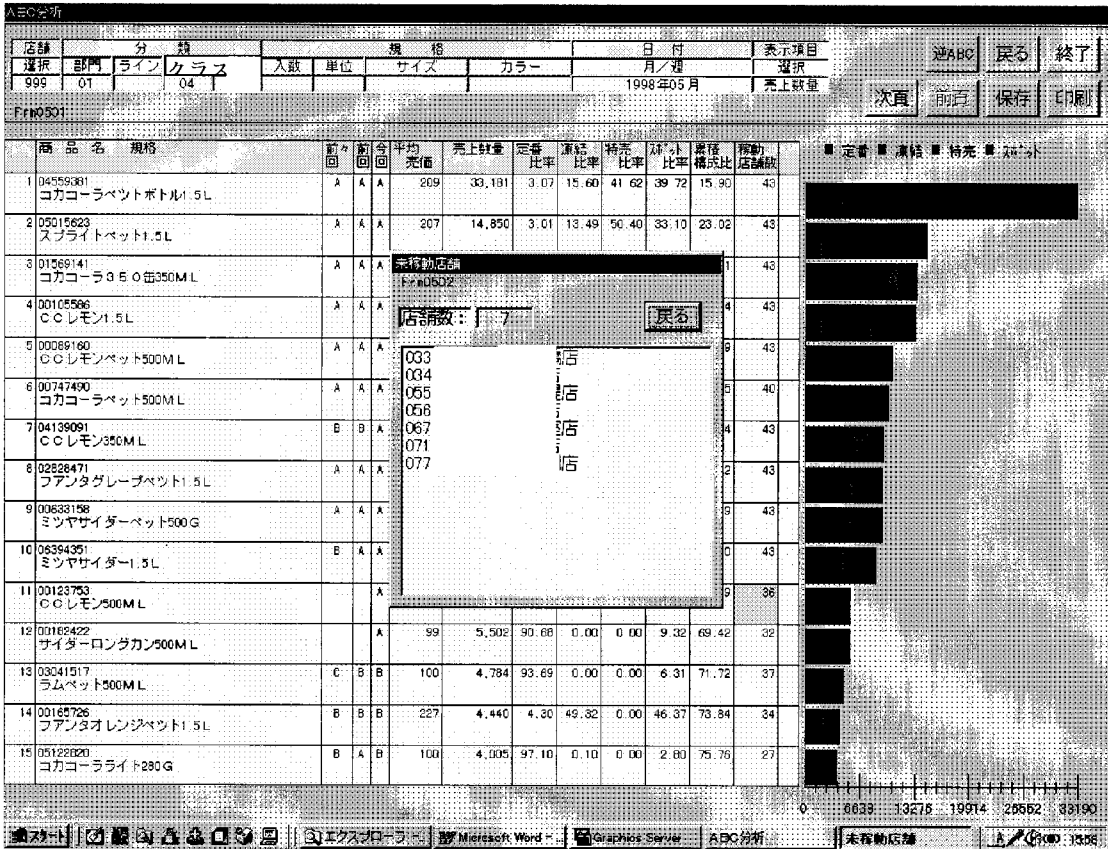 ABC分析
店舗 分類 規格 日付 表示項目
選択 部門 ライン クラス 入数 単位 サイズ カラー 月/週 選択
999 01 04 1998年05月 売上数量
逆ABC 戻る 終了
次頁 前頁 保存 印刷
Frm0501
商品名 規格 前々回 前回 今回 平均売価 売上数量 定番比率 凍結比率 特売比率 スポット比率 累積構成比 稼動店舗数
■定番 ■凍結 ■特売 ■スポット
1 04559381 A A A 209 33,181 3.07 15.60 41.62 39.72 15.90 43
コカコーラペットボトル1.5L
2 05015623 A A A 207 14,850 3.01 13.49 50.40 33.10 23.02 43
スプライトペット1.5L
3 01569141 A A A 1 43
コカコーラ350缶350ML
4 00105586 A A A 4 43
CCレモン1.5L
5 00089160 A A A 9 43
CCレモンペット500ML
6 00747490 A A A 5 40
コカコーラペット500ML
7 04139091 B B A 4 43
CCレモン350ML
8 02828471 A A A 2 43
フアンタグレープペット1.5L
9 00633158 A A A 9 43
ミツヤサイダーペット500G
10 06394351 B A A 0 43
ミツヤサイダー1.5L
11 00123753 A 9 36
CCレモン500ML
12 00182422 A 99 5,502 90.68 0.00 0.00 9.32 69.42 32
サイダーロングカン500ML
13 03041517 C B B 100 4,784 93.69 0.00 0.00 6.31 71.72 37
ラムペット500ML
14 00165726 B B B 227 4,440 4.30 49.32 0.00 46.37 73.84 34
フアンタオレンジペット1.5L
15 05122820 B A B 100 4,005 97.10 0.10 0.00 2.80 75.76 27
コカコーラライト280G
未稼動店舗
Frm0502
店舗数: 7 戻る
033 店
034
055 店
056
067 店
071
077 店
0 6638 13276 19914 26552 33190
スタート エクスプローラ - Microsoft Word - .. Graphics Server ABC分析 未稼動店舗 A 13:58